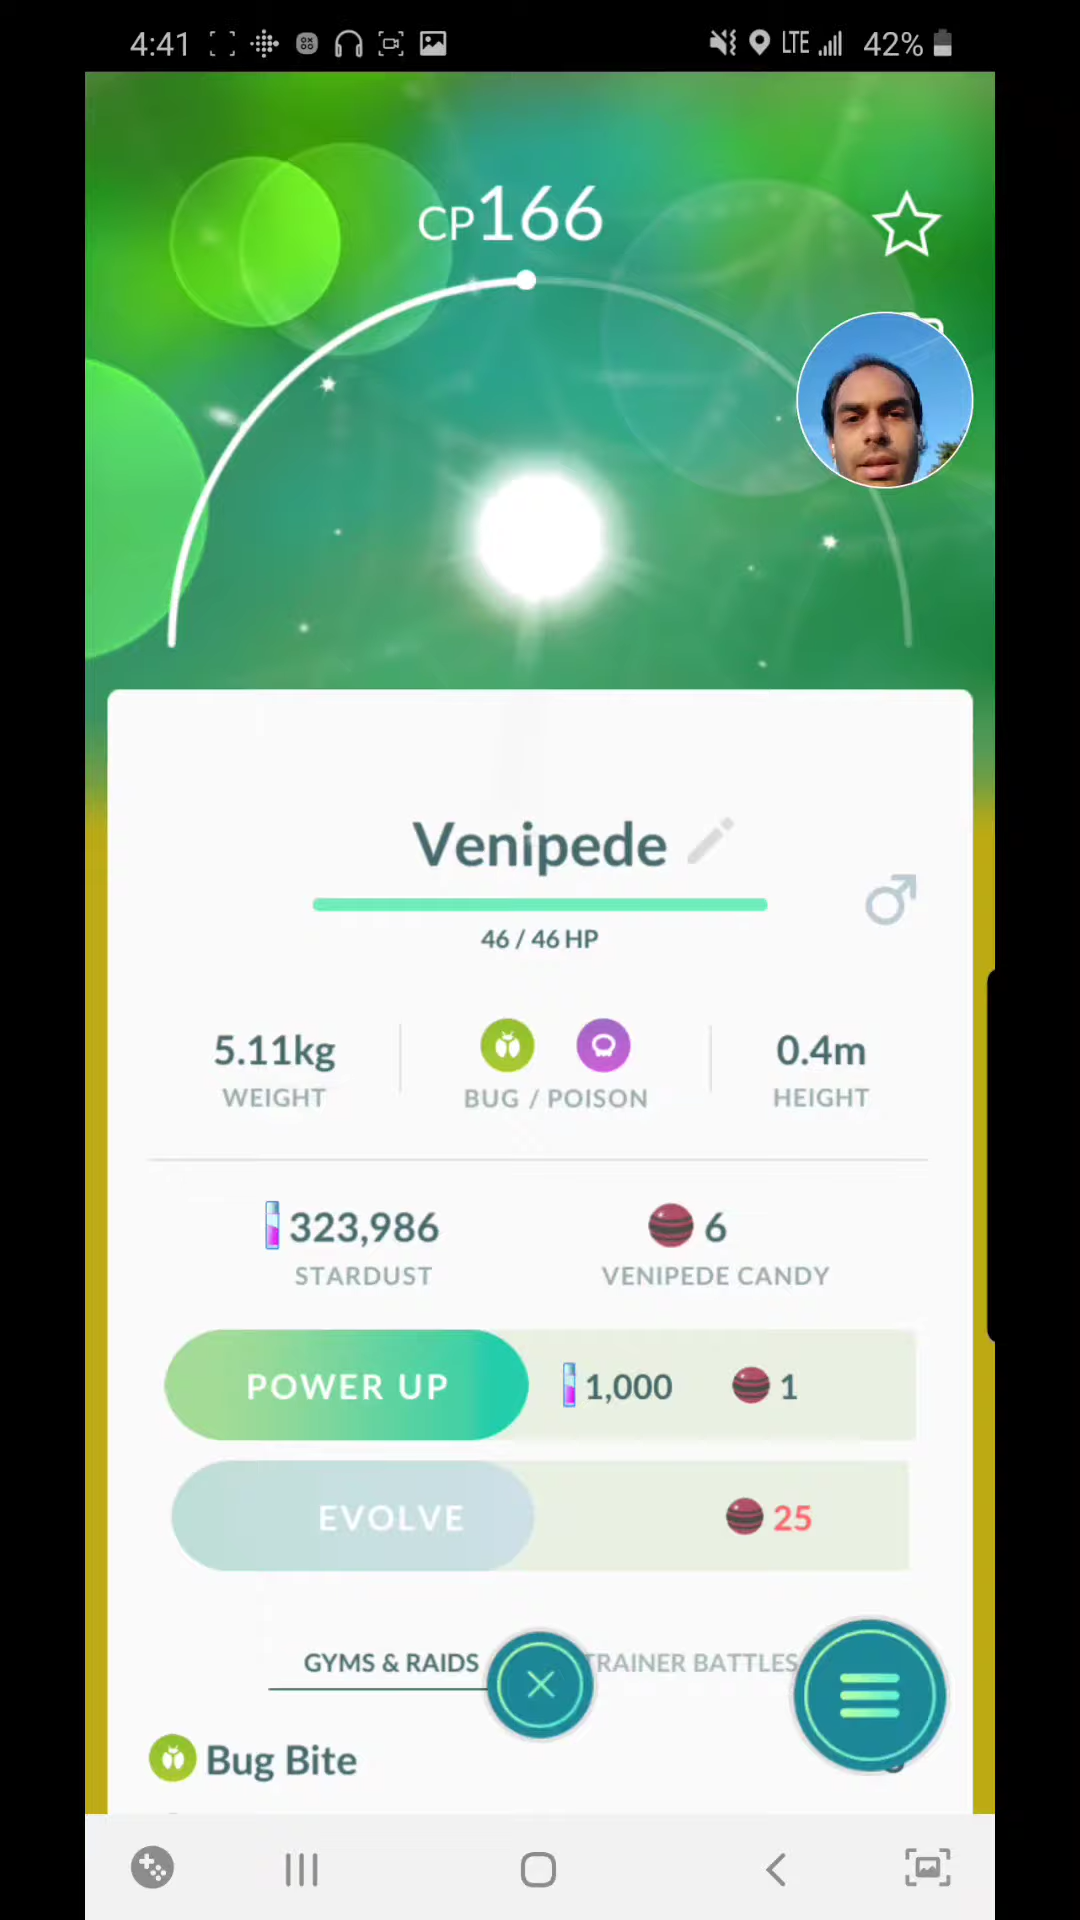 4:41 LTE 42%
CP166
Venipede
46 / 46 HP
5.11kg 0.4m
WEIGHT BUG / POISON HEIGHT
323,986 6
STARDUST VENIPEDE CANDY
POWER UP 1,000 1
EVOLVE 25
GYMS & RAIDS TRAINER BATTLES
Bug Bite